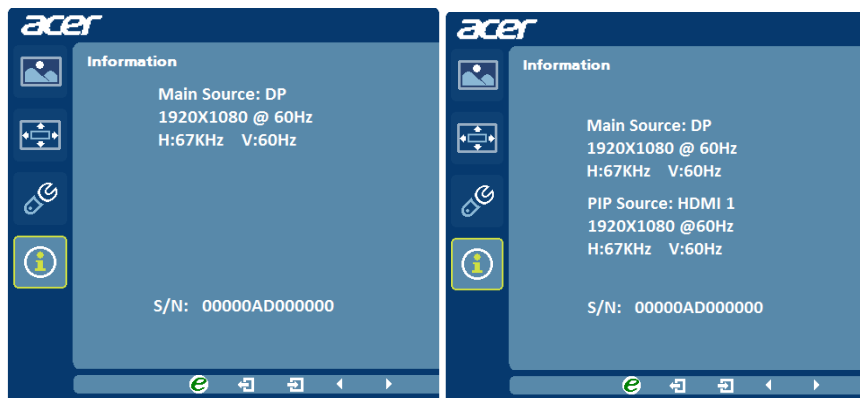 acer
Information
Main Source: DP
1920X1080 @ 60Hz
H:67KHz V:60Hz
S/N: 00000AD000000
acer
Information
Main Source: DP
1920X1080 @ 60Hz
H:67KHz V:60Hz
PIP Source: HDMI 1
1920X1080 @60Hz
H:67KHz V:60Hz
S/N: 00000AD000000